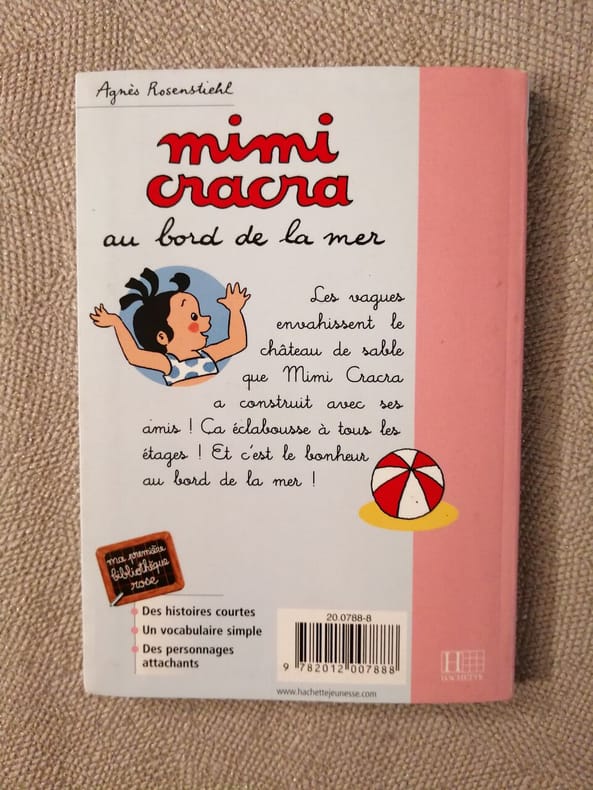 Agnès Rosenstiehl
mimi
cracra
au bord de la mer
Les vagues
envahissent le
château de sable
que Mimi Cracra
a construit avec ses
amis ! Ça éclabousse à tous les
étages ! Et c'est le bonheur
au bord de la mer !
ma première
bibliothèque
rose
Des histoires courtes
Un vocabulaire simple
Des personnages
attachants
20.0788-8
9 782012 007888
www.hachettejeunesse.com
H
HACHETTE